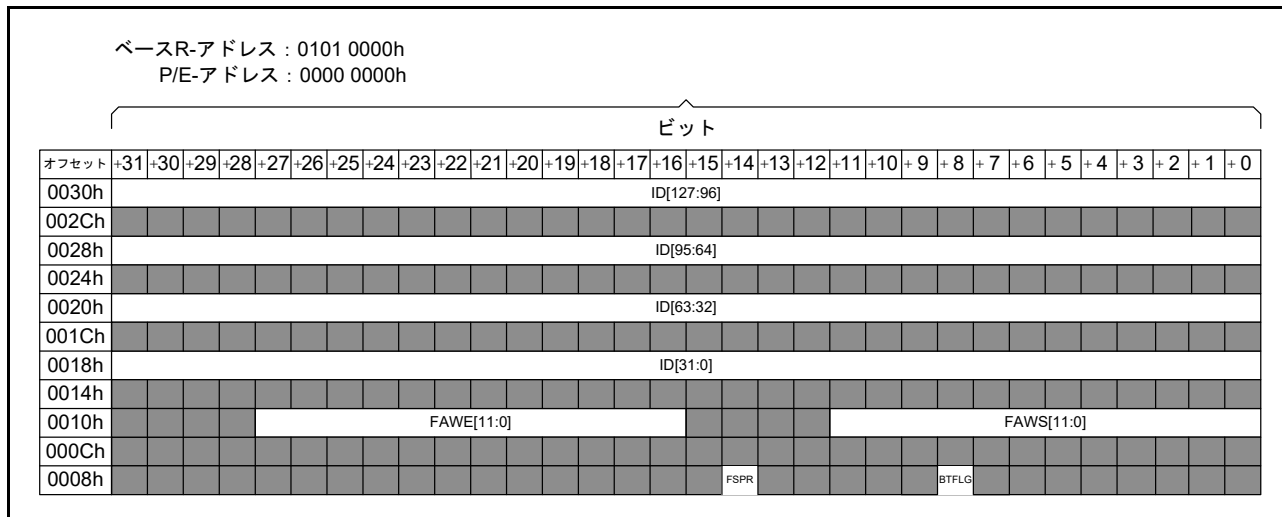 ベースR-アドレス：0101 0000h
P/E-アドレス：0000 0000h
ビット
オフセット +31 +30 +29 +28 +27 +26 +25 +24 +23 +22 +21 +20 +19 +18 +17 +16 +15 +14 +13 +12 +11 +10 + 9 + 8 + 7 +6 + 5 + 4 + 3 + 2 + 1 + 0
0030h ID[127:96]
002Ch
0028h ID[95:64]
0024h
0020h ID[63:32]
001Ch
0018h ID[31:0]
0014h
0010h FAWE[11:0] FAWS[11:0]
000Ch
0008h FSPR BTFLG